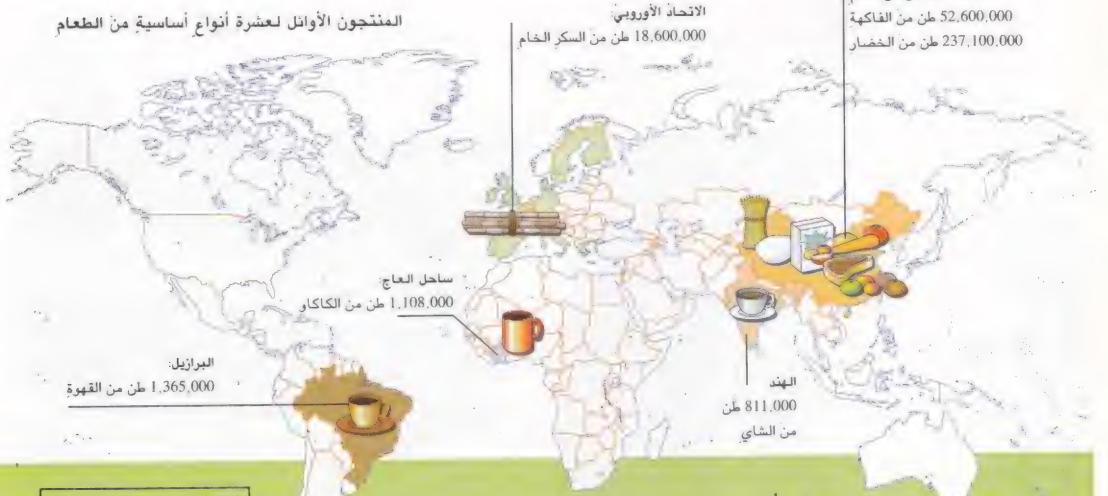 المنتجون الأوائل لعشرة أنواع أساسية من الطعام
52,600,000 طن من الفاكهة
237,100,000 طن من الخضار
الاتحاد الأوروبي:
18,600,000 طن من السكر الخام
ساحل العاج:
1,108,000 طن من الكاكاو
البرازيل:
1,365,000 طن من القهوة
الهند
811,000 طن
من الشاي